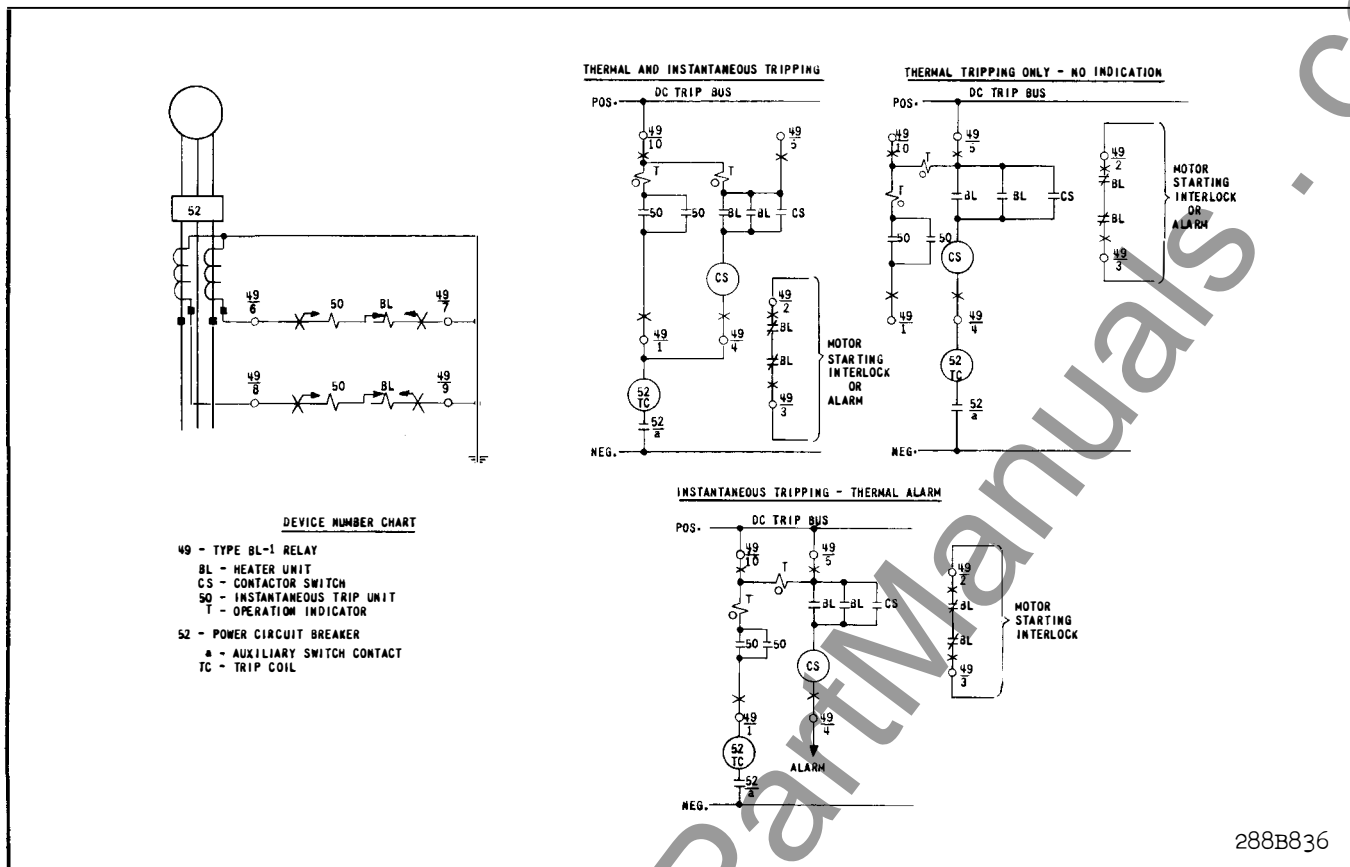 52
49/6
50
BL
49/7
49/8
50
BL
49/9
DEVICE NUMBER CHART
49 - TYPE BL-1 RELAY
BL - HEATER UNIT
CS - CONTACTOR SWITCH
50 - INSTANTANEOUS TRIP UNIT
T - OPERATION INDICATOR
52 - POWER CIRCUIT BREAKER
a - AUXILIARY SWITCH CONTACT
TC - TRIP COIL
THERMAL AND INSTANTANEOUS TRIPPING
DC TRIP BUS
POS.
49/10
49/5
T
T
50
50
BL
BL
CS
CS
49/1
49/4
49/2
BL
BL
49/3
MOTOR
STARTING
INTERLOCK
OR
ALARM
52
TC
52/a
NEG.
THERMAL TRIPPING ONLY - NO INDICATION
DC TRIP BUS
POS.
49/10
49/5
T
T
BL
BL
CS
50
50
CS
49/1
49/4
52
TC
52/a
NEG.
49/2
BL
BL
49/3
MOTOR
STARTING
INTERLOCK
OR
ALARM
INSTANTANEOUS TRIPPING - THERMAL ALARM
DC TRIP BUS
POS.
49/10
49/5
T
T
BL
BL
CS
50
50
CS
49/1
49/4
52
TC
ALARM
52/a
NEG.
49/2
BL
BL
49/3
MOTOR
STARTING
INTERLOCK
288B836
PartManuals . c